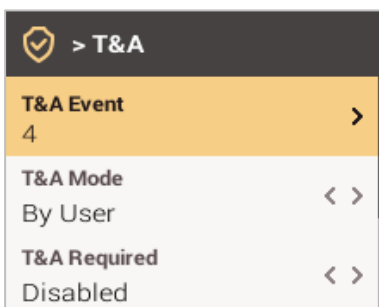 > T&A
T&A Event
4
T&A Mode
By User
T&A Required
Disabled